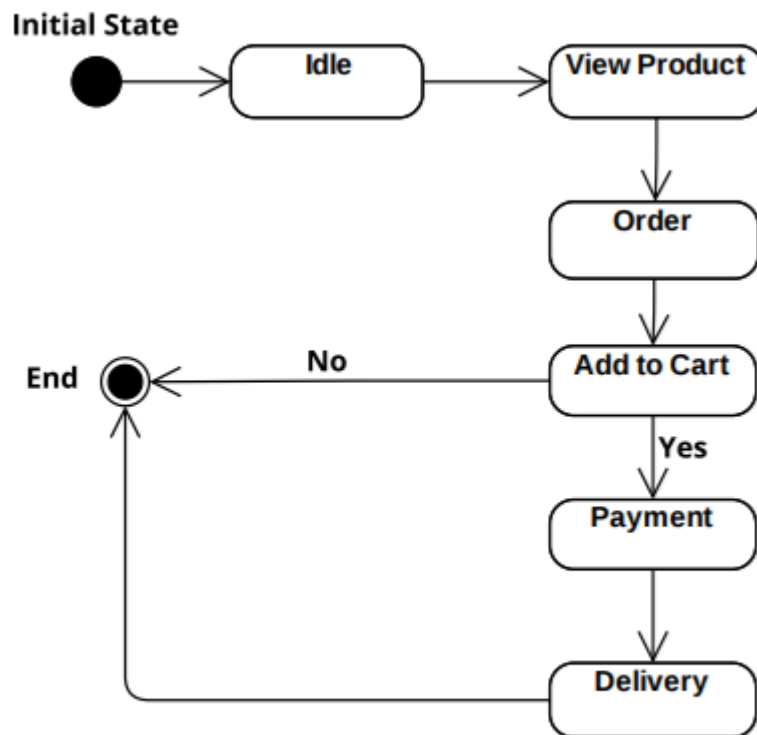 Initial State
Idle
View Product
Order
Add to Cart
No
End
Yes
Payment
Delivery